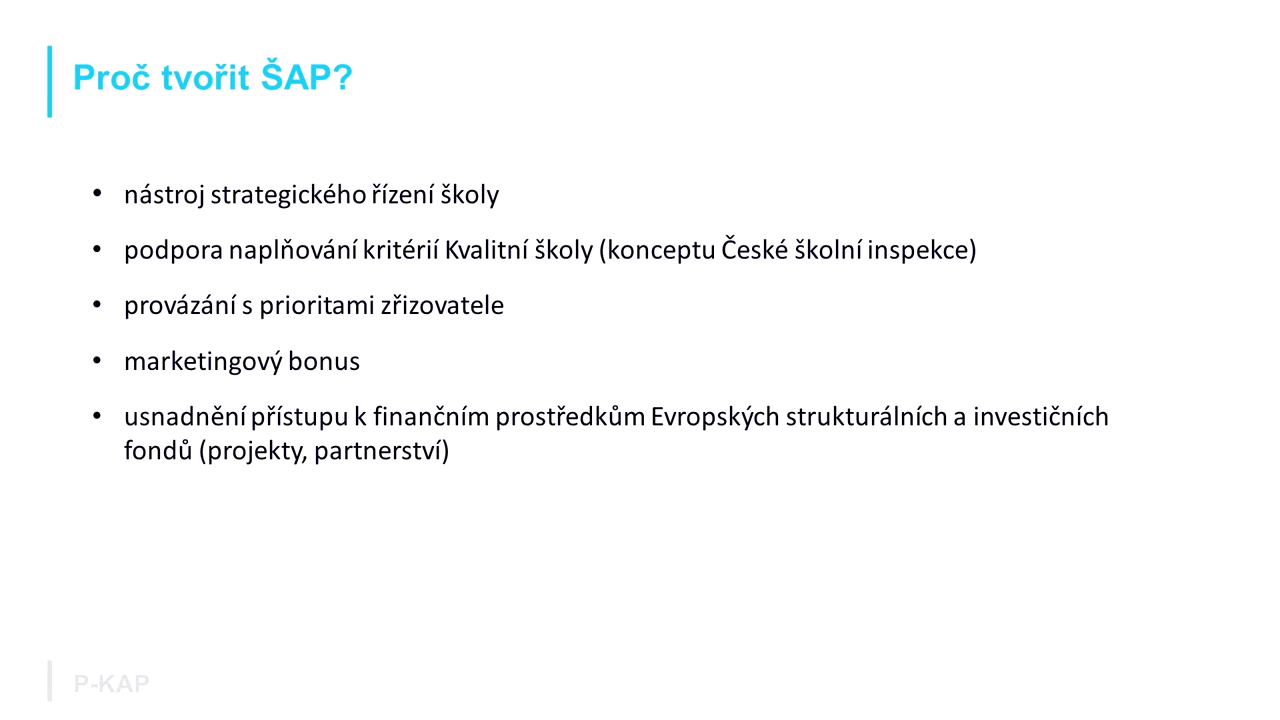 Proč tvořit ŠAP?
• nástroj strategického řízení školy
• podpora naplňování kritérií Kvalitní školy (konceptu České školní inspekce)
• provázání s prioritami zřizovatele
• marketingový bonus
• usnadnění přístupu k finančním prostředkům Evropských strukturálních a investičních
fondů (projekty, partnerství)
P-KAP